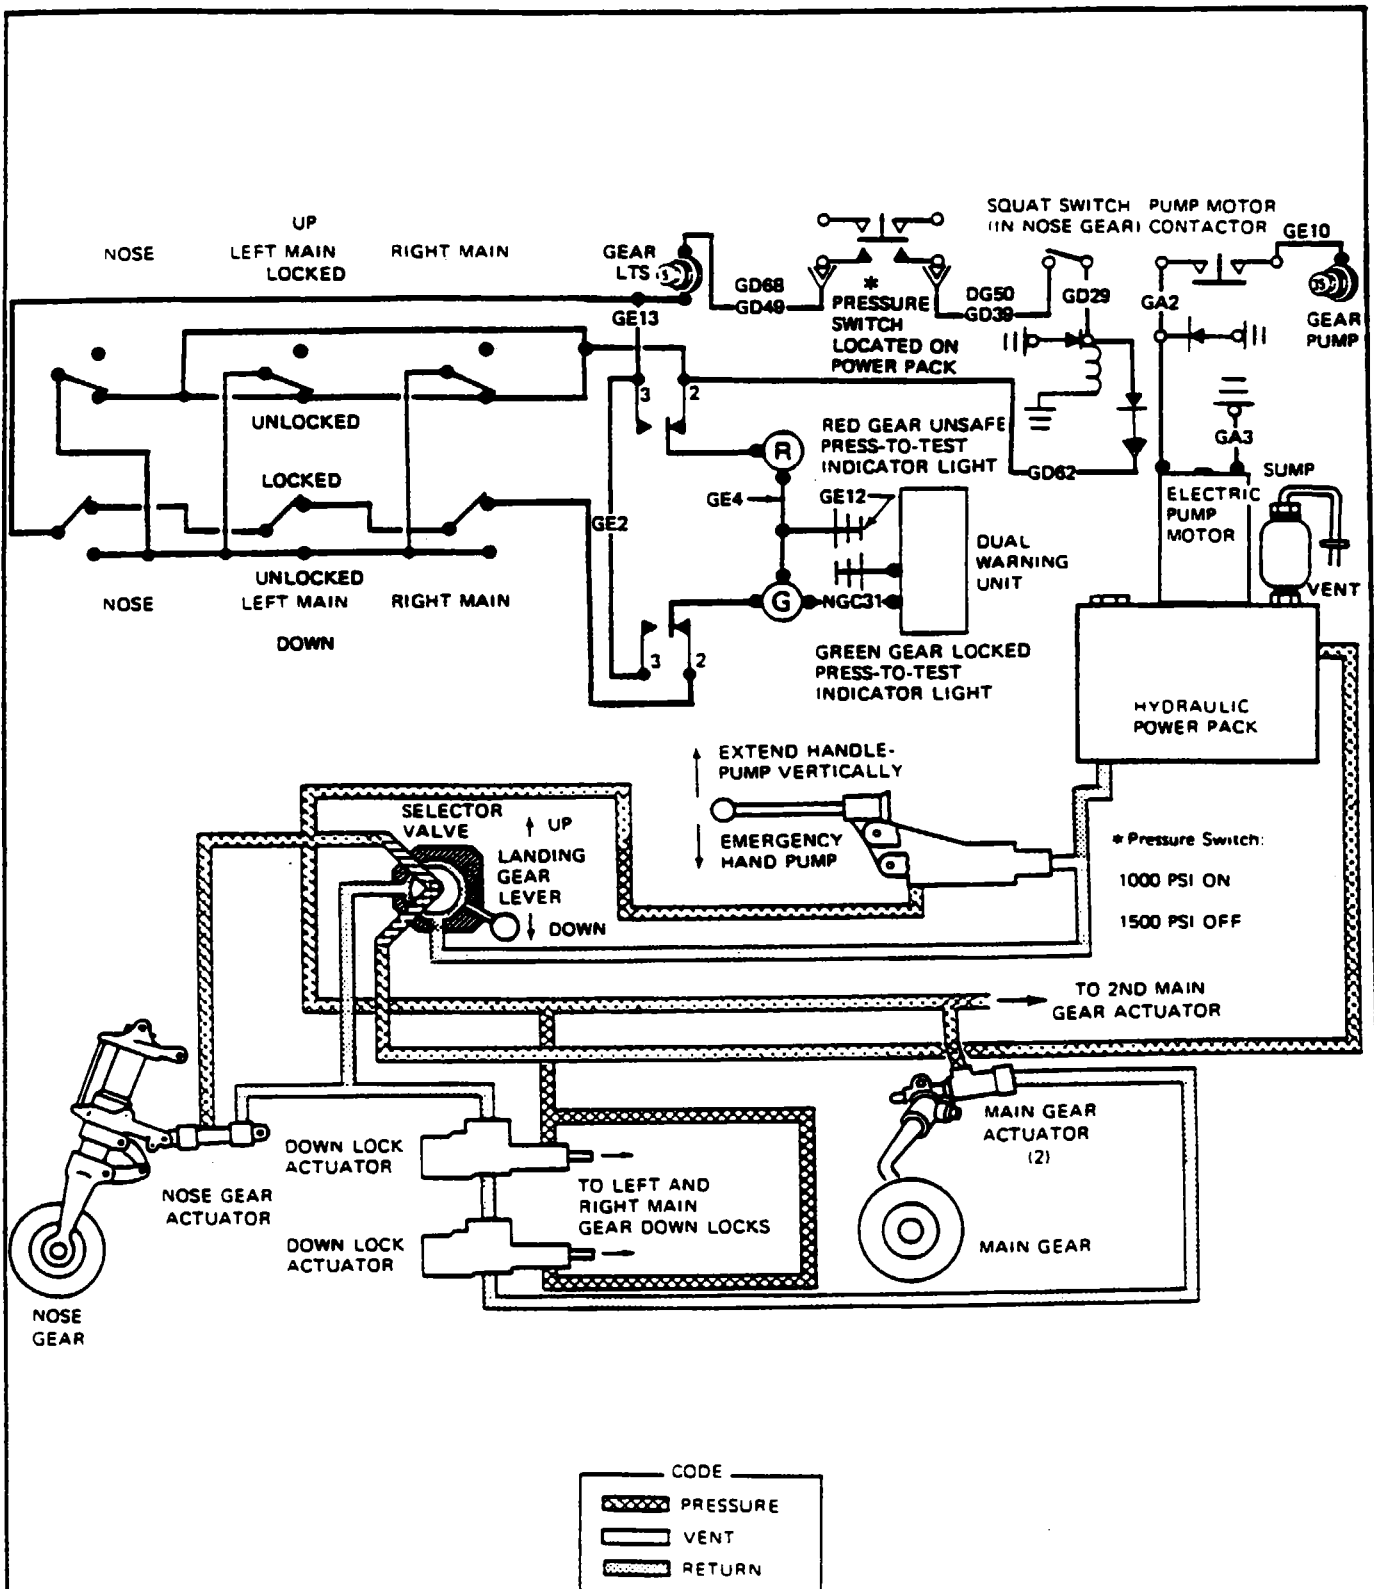 UP
NOSE
LEFT MAIN
RIGHT MAIN
LOCKED
GEAR
LTS
5
GD68
GD49
GE13
*
PRESSURE
SWITCH
LOCATED ON
POWER PACK
SQUAT SWITCH
(IN NOSE GEAR)
PUMP MOTOR
CONTACTOR
GE10
DG50
GD39
GD29
GA2
GEAR
PUMP
GA3
UNLOCKED
3
2
RED GEAR UNSAFE
PRESS-TO-TEST
INDICATOR LIGHT
R
GD62
LOCKED
GE2
GE4
GE12
DUAL
WARNING
UNIT
SUMP
ELECTRIC
PUMP
MOTOR
VENT
UNLOCKED
NOSE
LEFT MAIN
RIGHT MAIN
DOWN
G
NGC31
3
2
GREEN GEAR LOCKED
PRESS-TO-TEST
INDICATOR LIGHT
HYDRAULIC
POWER PACK
EXTEND HANDLE-
PUMP VERTICALLY
EMERGENCY
HAND PUMP
SELECTOR
VALVE
UP
LANDING
GEAR
LEVER
DOWN
* Pressure Switch:
1000 PSI ON
1500 PSI OFF
TO 2ND MAIN
GEAR ACTUATOR
MAIN GEAR
ACTUATOR
(2)
DOWN LOCK
ACTUATOR
TO LEFT AND
RIGHT MAIN
GEAR DOWN LOCKS
NOSE GEAR
ACTUATOR
DOWN LOCK
ACTUATOR
MAIN GEAR
NOSE
GEAR
CODE
PRESSURE
VENT
RETURN